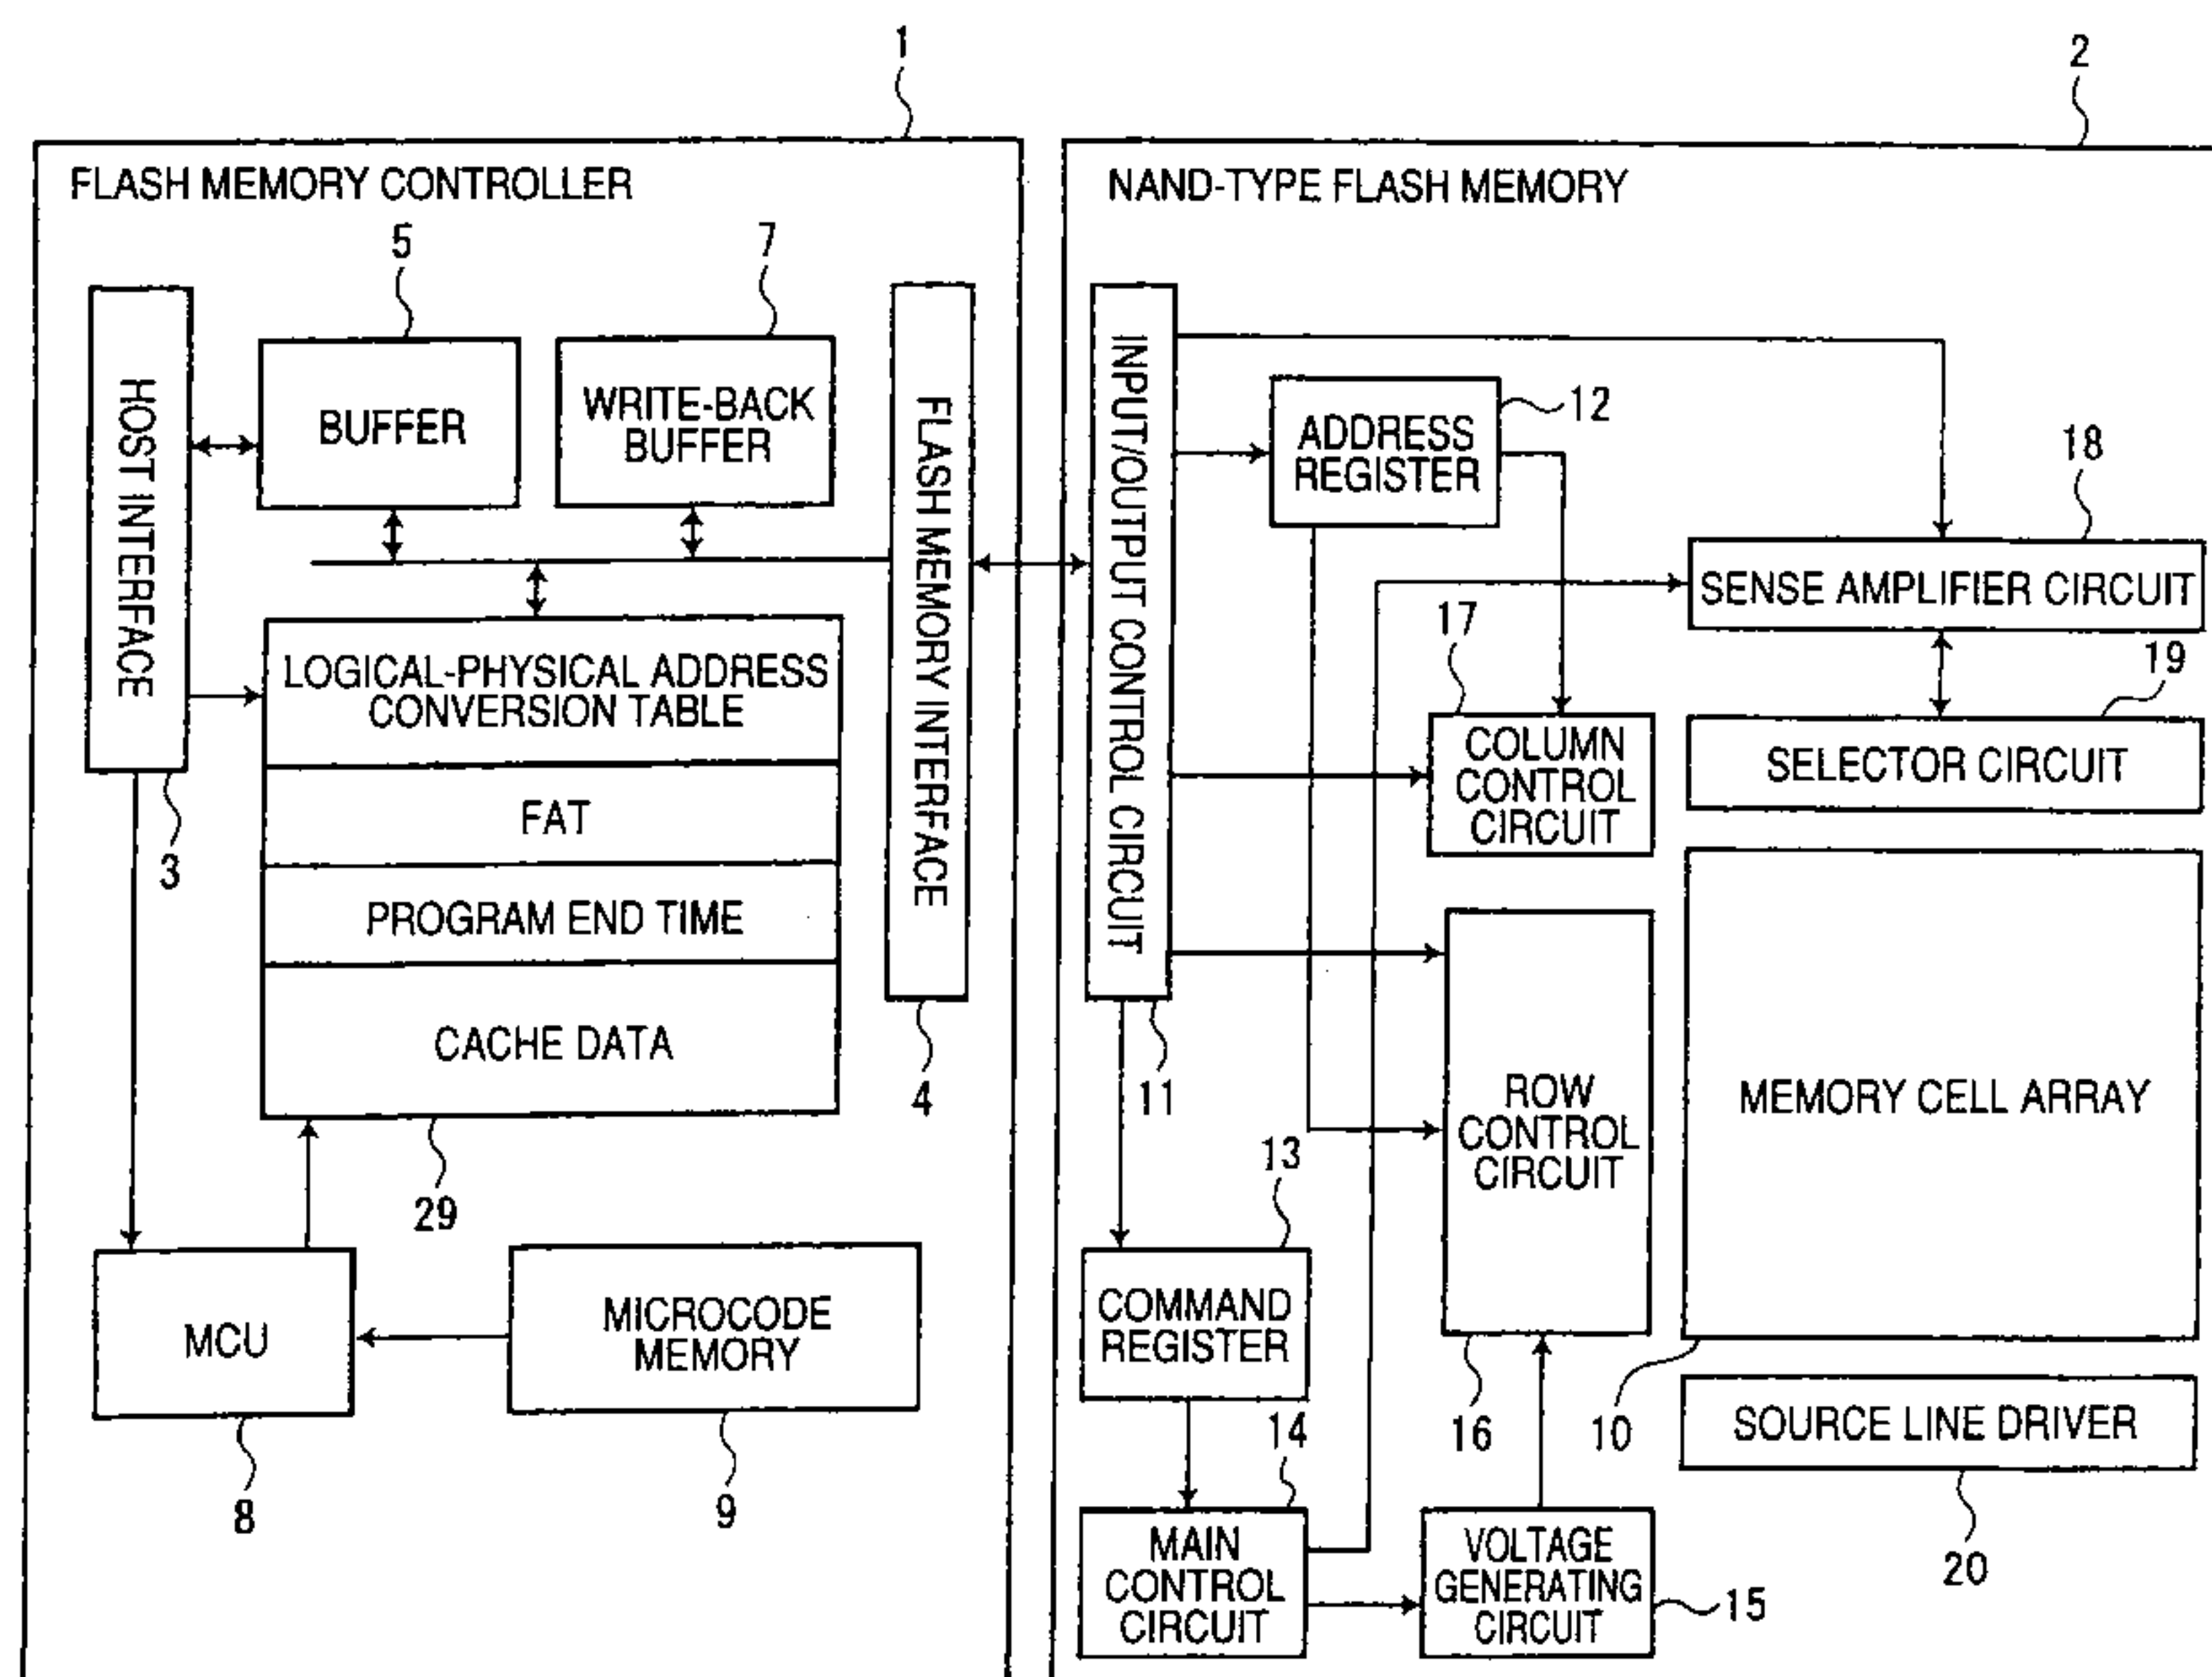 1
2
FLASH MEMORY CONTROLLER
5
7
HOST INTERFACE
3
BUFFER
WRITE-BACK
BUFFER
LOGICAL-PHYSICAL ADDRESS
CONVERSION TABLE
FAT
PROGRAM END TIME
CACHE DATA
29
FLASH MEMORY INTERFACE
4
MCU
8
MICROCODE
MEMORY
9
NAND-TYPE FLASH MEMORY
INPUT/OUTPUT CONTROL CIRCUIT
11
ADDRESS
REGISTER
12
18
SENSE AMPLIFIER CIRCUIT
17
COLUMN
CONTROL
CIRCUIT
19
SELECTOR CIRCUIT
ROW
CONTROL
CIRCUIT
16
MEMORY CELL ARRAY
10
13
COMMAND
REGISTER
14
MAIN
CONTROL
CIRCUIT
VOLTAGE
GENERATING
CIRCUIT
15
SOURCE LINE DRIVER
20